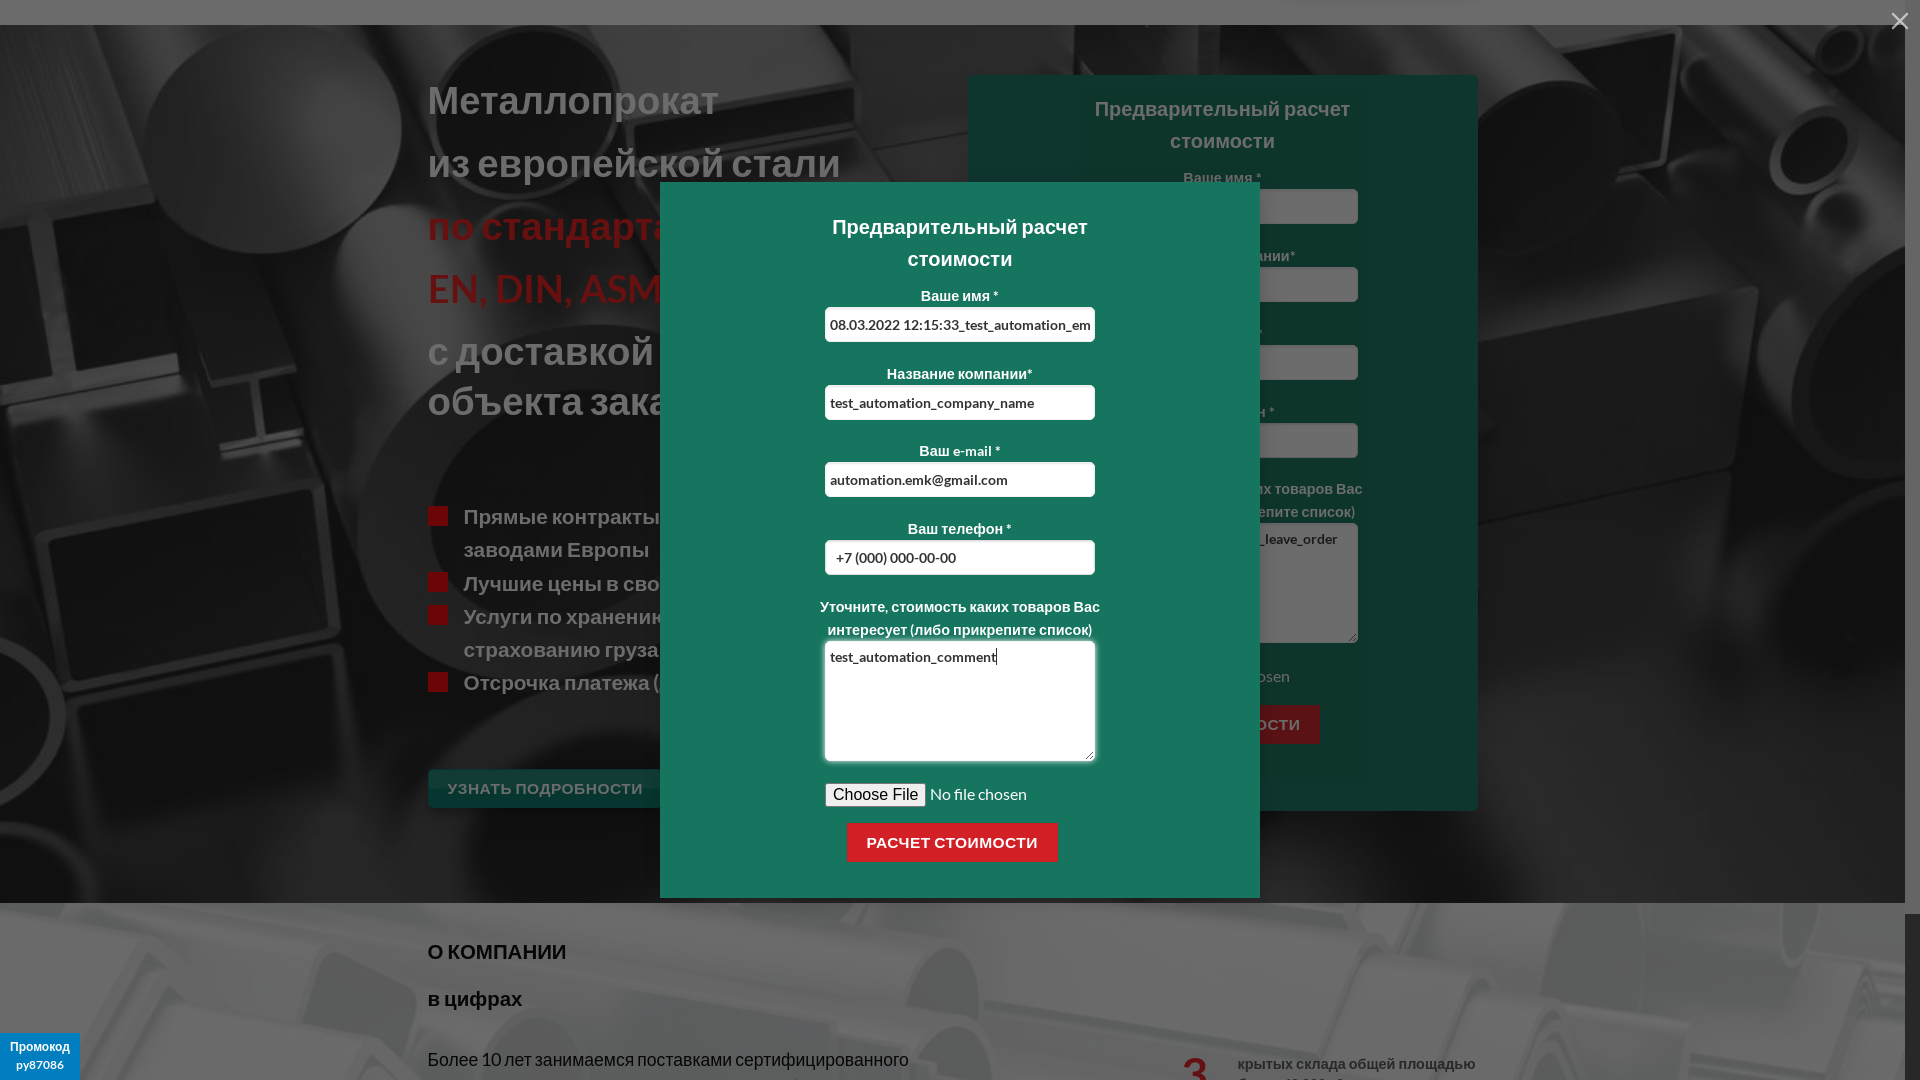 Металлопрокат
из европейской стали
по стандарта
EN, DIN, ASM
с доставкой
объекта зака
Прямые контракты
заводами Европы
Лучшие цены в сво
Услуги по хранению
страхованию груза
Отсрочка платежа (
УЗНАТЬ ПОДРОБНОСТИ
Предварительный расчет
стоимости
Ваше имя *
08.03.2022 12:15:33_test_automation_em
Название компании*
test_automation_company_name
Ваш e-mail *
automation.emk@gmail.com
Ваш телефон *
+7 (000) 000-00-00
Уточните, стоимость каких товаров Вас
интересует (либо прикрепите список)
test_automation_comment
Choose File No file chosen
РАСЧЕТ СТОИМОСТИ
Предварительный расчет
стоимости
Ваше имя *
ании*
*
н *
их товаров Вас
епите список)
_leave_order
osen
ОСТИ
О КОМПАНИИ
в цифрах
Более 10 лет занимаемся поставками сертифицированного
3 крытых склада общей площадью
Промокод
py87086